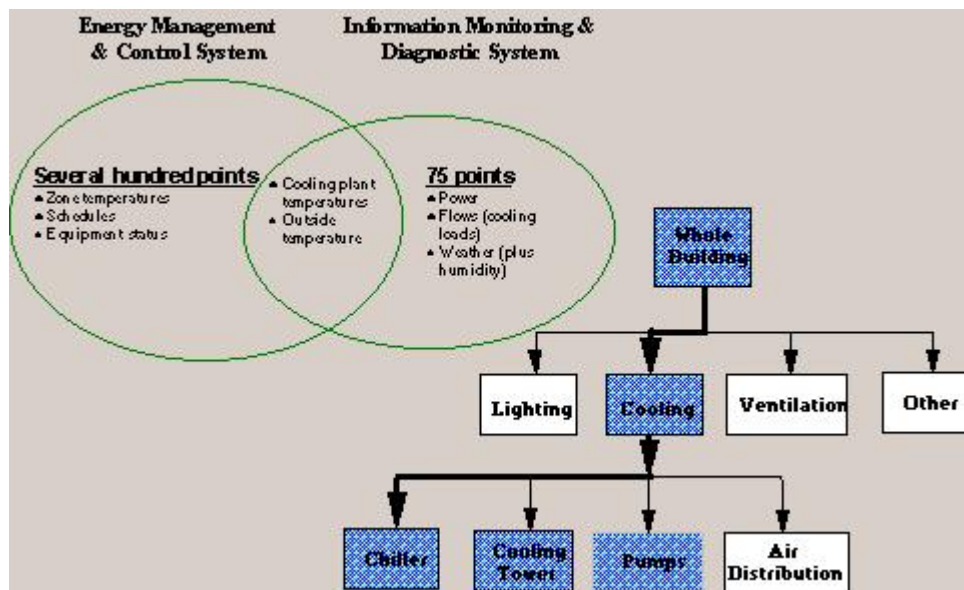 Energy Management
& Control System
Information Monitoring &
Diagnostic System
Several hundred points
Zone temperatures
Schedules
Equipment status
Cooling plant
temperatures
Outside
temperature
75 points
Power
Flows (cooling
loads)
Weather (plus
humidity)
Whole
Building
Lighting
Cooling
Ventilation
Other
Chiller
Cooling
Tower
Pumps
Air
Distribution